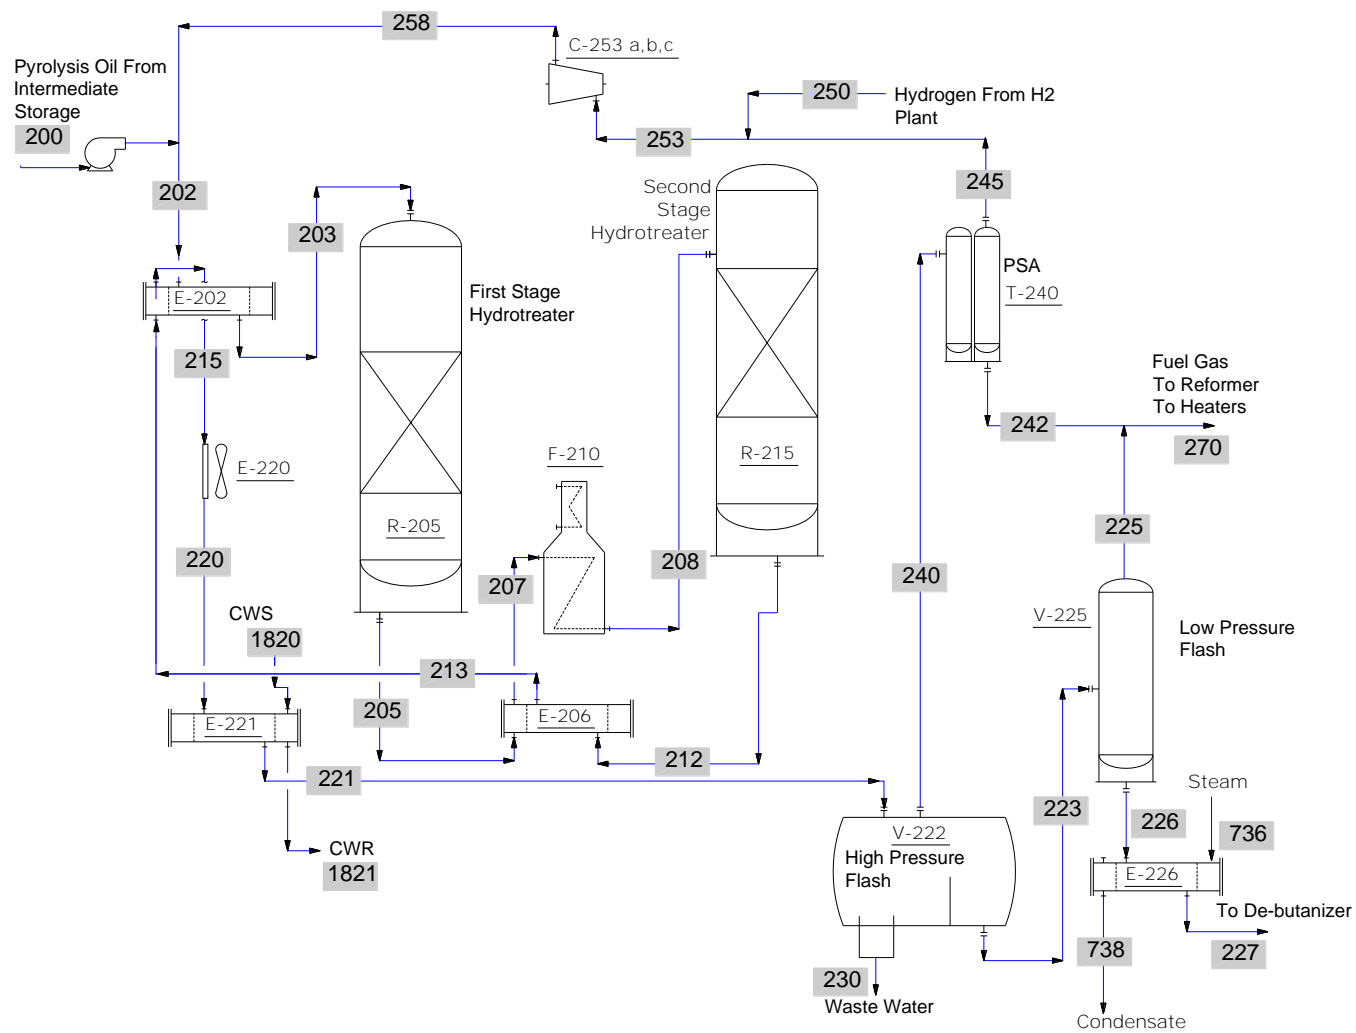 258
C-253 a,b,c
Pyrolysis Oil From
Intermediate
Storage
200
250
Hydrogen From H2
Plant
253
202
203
Second
Stage
Hydrotreater
245
PSA
T-240
E-202
First Stage
Hydrotreater
215
Fuel Gas
To Reformer
To Heaters
242
270
E-220
F-210
R-215
R-205
220
207
208
240
225
CWS
1820
V-225
Low Pressure
Flash
213
205
E-221
E-206
212
221
223
226
Steam
736
V-222
High Pressure
Flash
CWR
1821
E-226
To De-butanizer
227
738
230
Waste Water
Condensate